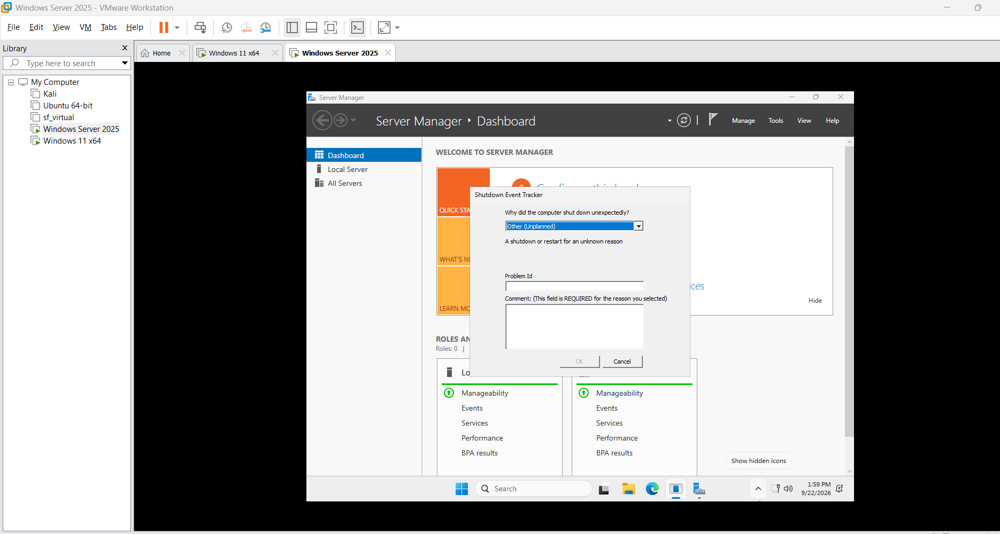 Windows Server 2025 - VMware Workstation
File Edit View VM Tabs Help
Library
Type here to search
My Computer
Kali
Ubuntu 64-bit
sf_virtual
Windows Server 2025
Windows 11 x64
Home
Windows 11 x64
Windows Server 2025
Server Manager
Server Manager Dashboard
Manage Tools View Help
Dashboard
Local Server
All Servers
WELCOME TO SERVER MANAGER
QUICK STA
WHAT'S NE
LEARN MO
Shutdown Event Tracker
Why did the computer shut down unexpectedly?
Other (Unplanned)
A shutdown or restart for an unknown reason
Problem Id
Comment: (This field is REQUIRED for the reason you selected)
OK Cancel
ices
Hide
ROLES AN
Roles: 0 |
Lo
Manageability
Events
Services
Performance
BPA results
Manageability
Events
Services
Performance
BPA results
Show hidden icons
Search
1:59 PM
9/22/2026